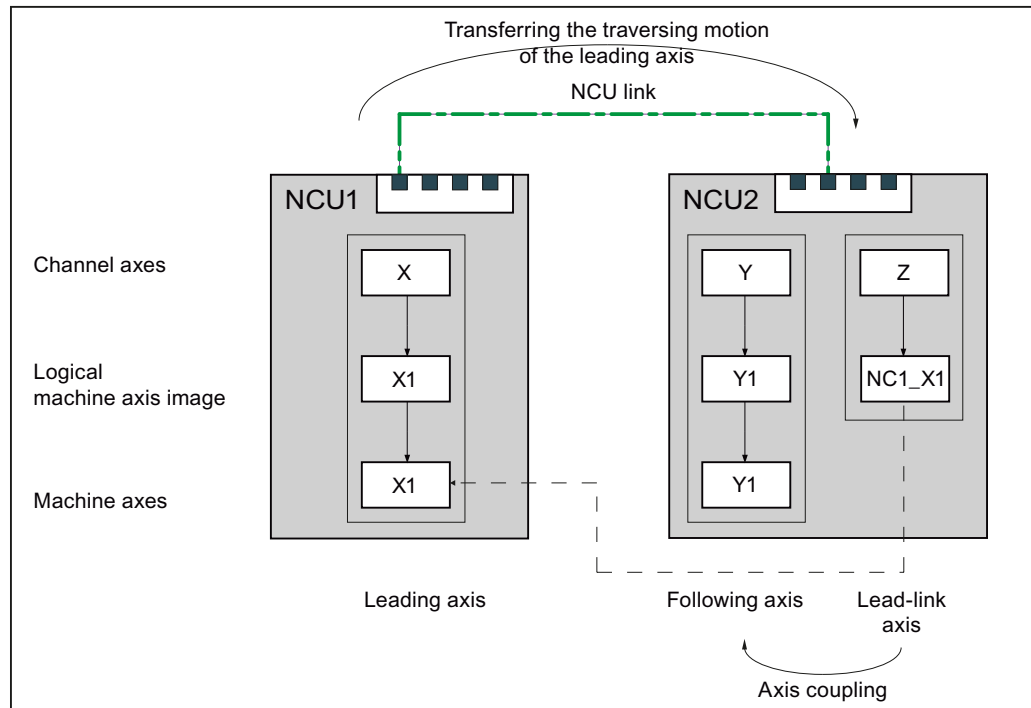 Transferring the traversing motion
of the leading axis
NCU link
NCU1
NCU2
Channel axes
X
Y
Z
Logical
machine axis image
X1
Y1
NC1_X1
Machine axes
X1
Y1
Leading axis
Following axis
Lead-link
axis
Axis coupling